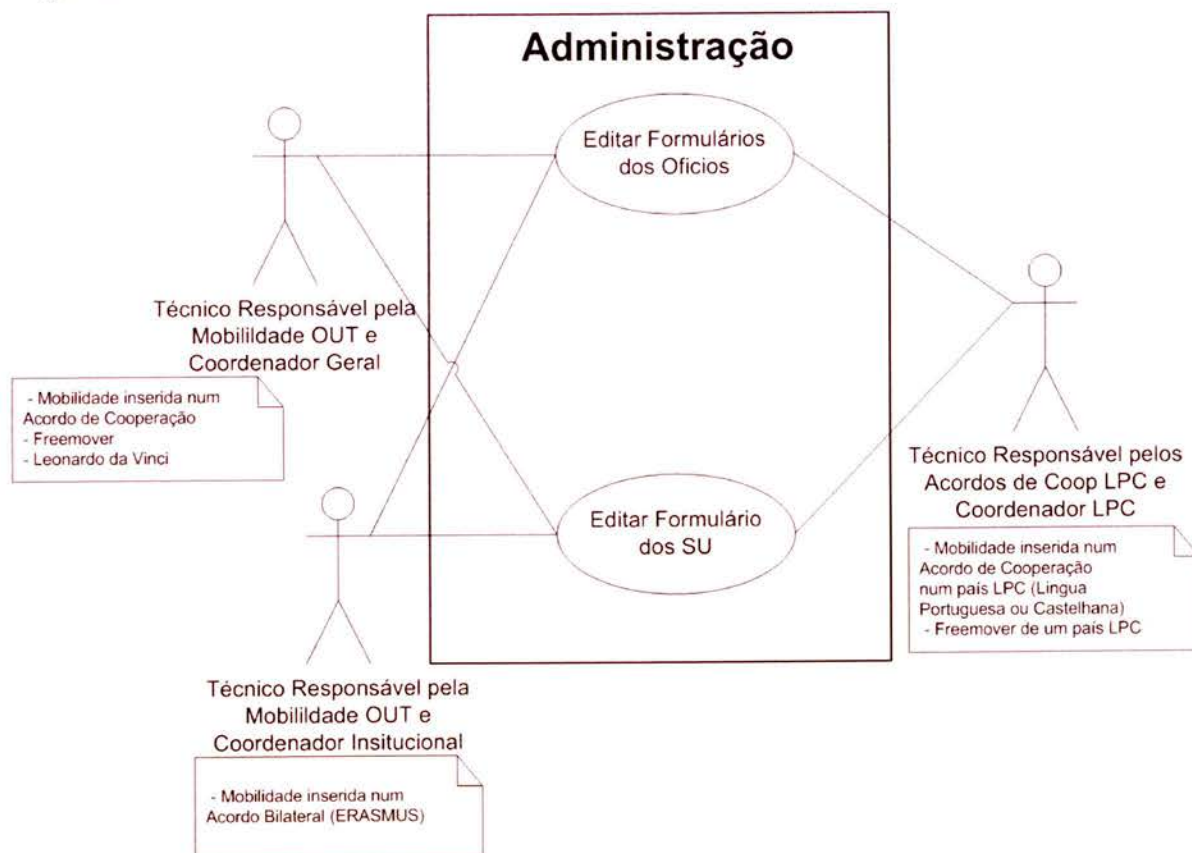 Administração
Editar Formulários
dos Oficios
Técnico Responsável pela
Mobilildade OUT e
Coordenador Geral
- Mobilidade inserida num
Acordo de Cooperação
- Freemover
- Leonardo da Vinci
Técnico Responsável pelos
Acordos de Coop LPC e
Coordenador LPC
- Mobilidade inserida num
Acordo de Cooperação
num país LPC (Lingua
Portuguesa ou Castelhana)
- Freemover de um país LPC
Editar Formulário
dos SU
Técnico Responsável pela
Mobilildade OUT e
Coordenador Insitucional
- Mobilidade inserida num
Acordo Bilateral (ERASMUS)